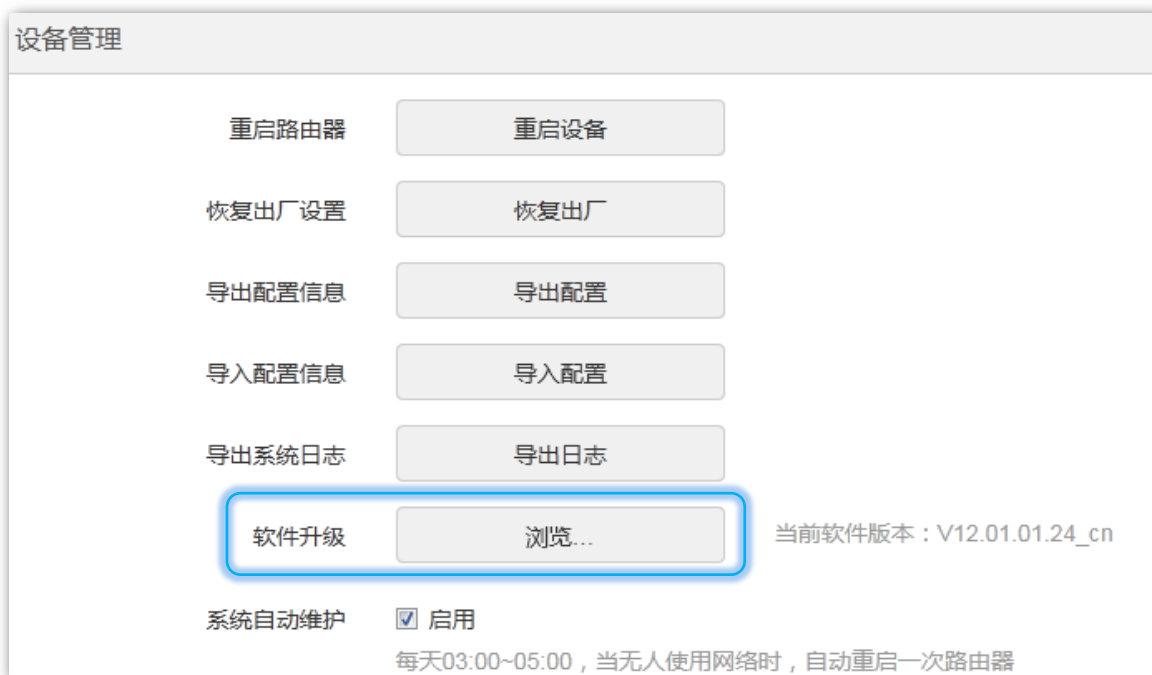 设备管理
重启路由器 重启设备
恢复出厂设置 恢复出厂
导出配置信息 导出配置
导入配置信息 导入配置
导出系统日志 导出日志
软件升级 浏览... 当前软件版本：V12.01.01.24_cn
系统自动维护 启用
每天03:00~05:00，当无人使用网络时，自动重启一次路由器